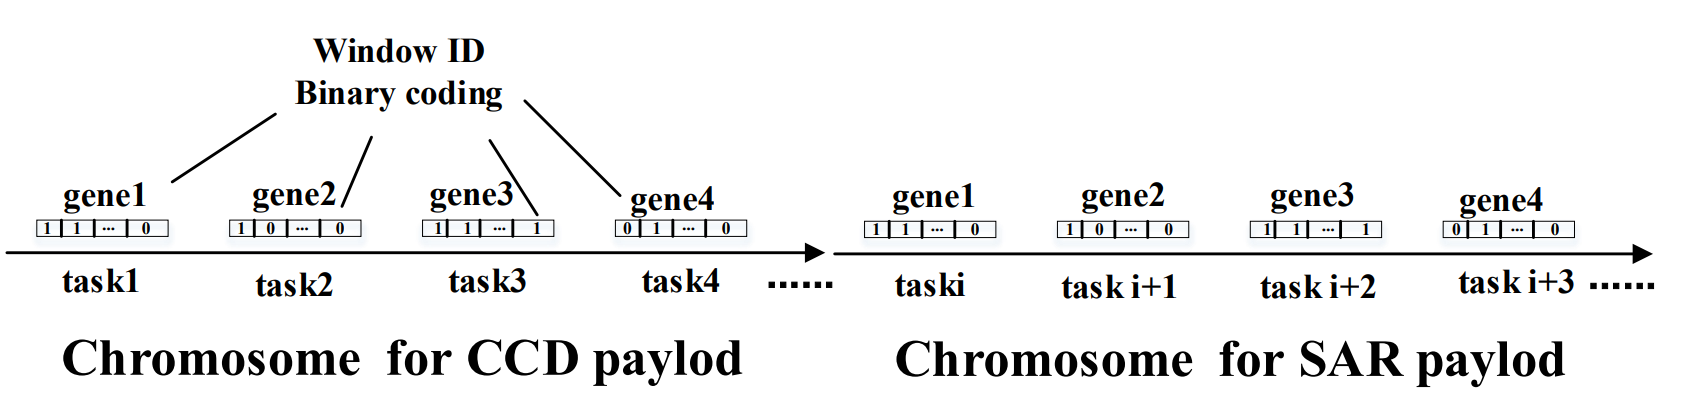 Window ID
Binary coding
gene1 gene2 gene3 gene4 gene1 gene2 gene3 gene4
1 1 ... 0 1 0 ... 0 1 1 ... 1 0 1 ... 0 1 1 ... 0 1 0 ... 0 1 1 ... 1 0 1 ... 0
task1 task2 task3 task4 ...... taski task i+1 task i+2 task i+3 ......
Chromosome for CCD paylod Chromosome for SAR paylod